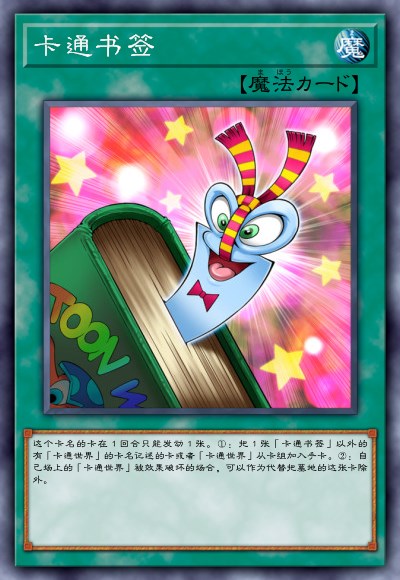 卡通书签
魔
まほう
【魔法カード】
TOON W
这个卡名的卡在１回合只能发动１张。①：把１张「卡通书签」以外的
有「卡通世界」的卡名记述的卡或者「卡通世界」从卡组加入手卡。②：自
己场上的「卡通世界」被效果破坏的场合，可以作为代替把墓地的这张卡除
外。